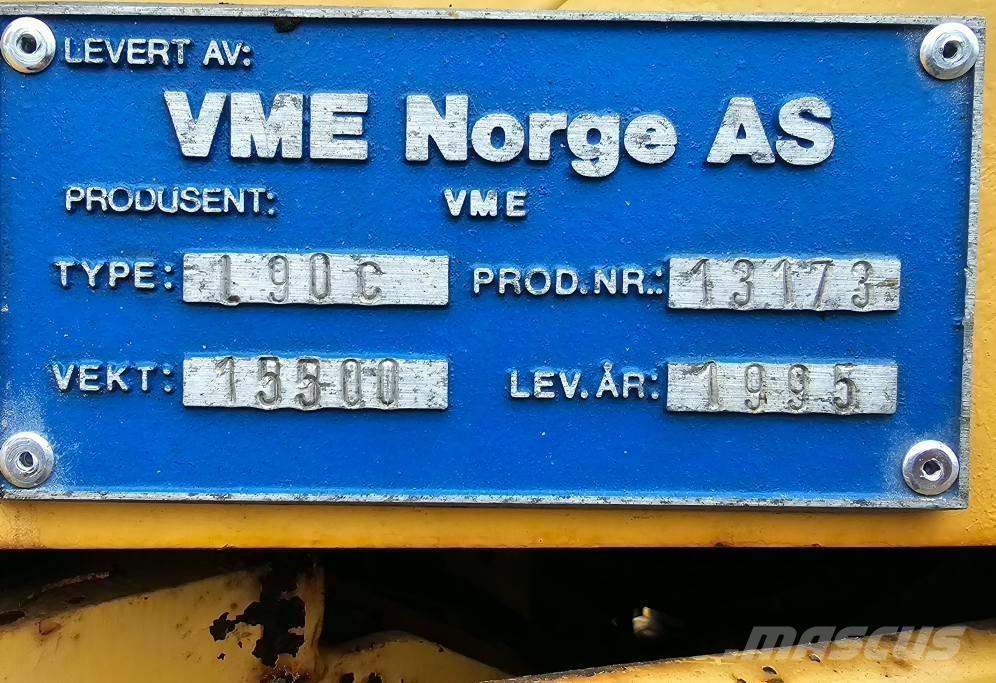 LEVERT AV:
VME Norge AS
PRODUSENT: VME
TYPE: L90C PROD.NR.: 13173
VEKT: 15500 LEV.ÅR: 1995
MASCUS